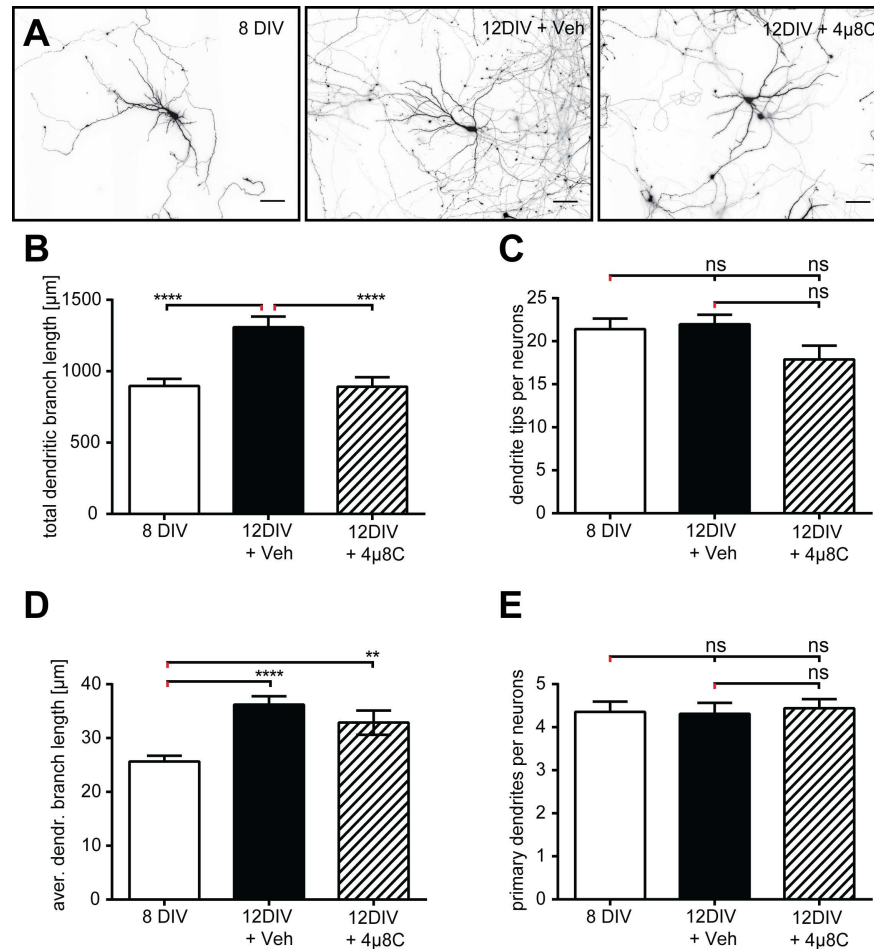 A
8 DIV
12DIV + Veh
12DIV + 4µ8C
B
total dendritic branch length [µm]
1500
1000
500
0
****
****
8 DIV
12DIV
+ Veh
12DIV
+ 4µ8C
C
dendrite tips per neurons
25
20
15
10
5
0
ns
ns
ns
8 DIV
12DIV
+ Veh
12DIV
+ 4µ8C
D
aver. dendr. branch length [µm]
40
30
20
10
0
**
****
8 DIV
12DIV
+ Veh
12DIV
+ 4µ8C
E
primary dendrites per neurons
5
4
3
2
1
0
ns
ns
ns
8 DIV
12DIV
+ Veh
12DIV
+ 4µ8C